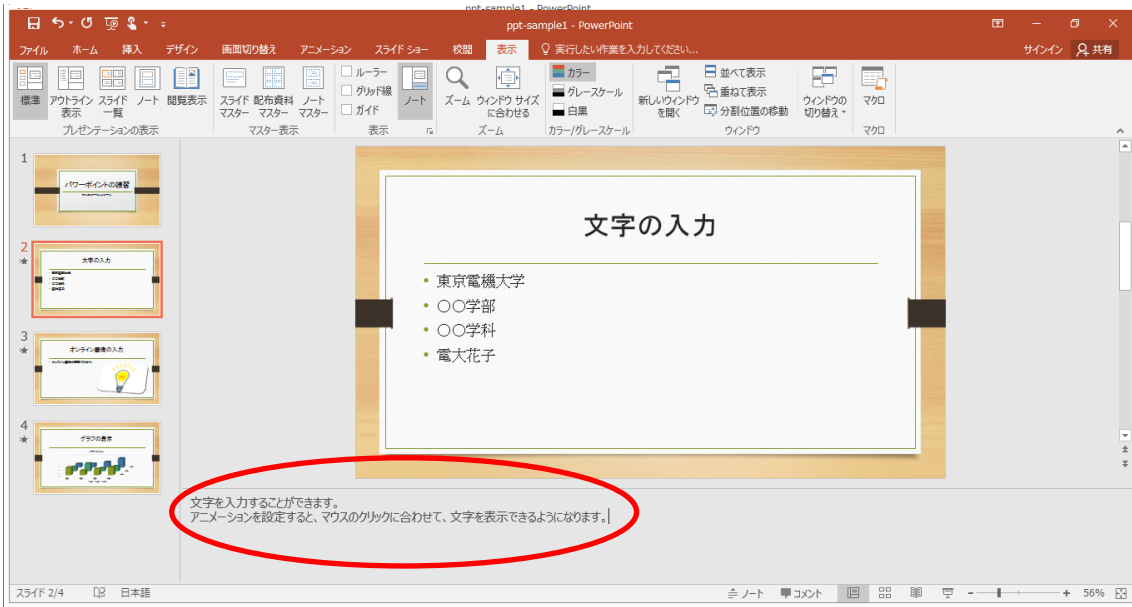 ppt-sample1 - PowerPoint
ppt-sample1 - PowerPoint
ファイル ホーム 挿入 デザイン 画面切り替え アニメーション スライド ショー 校閲 表示 実行したい作業を入力してください... サインイン 共有
標準 アウトライン表示 スライド一覧 ノート 閲覧表示
プレゼンテーションの表示
スライド マスター 配布資料 マスター ノート マスター
マスター表示
ルーラー
グリッド線
ガイド
ノート
表示
ズーム ウィンドウ サイズに合わせる
ズーム
カラー
グレースケール
白黒
カラー/グレースケール
新しいウィンドウを開く
並べて表示
重ねて表示
分割位置の移動
ウィンドウの切り替え
ウィンドウ
マクロ
マクロ
1
パワーポイントの練習
2
文字の入力
3
オンライン画像の入力
4
グラフの表示
文字の入力
• 東京電機大学
• 〇〇学部
• 〇〇学科
• 電大花子
文字を入力することができます。
アニメーションを設定すると、マウスのクリックに合わせて、文字を表示できるようになります。
スライド 2/4 日本語 ノート コメント 56%